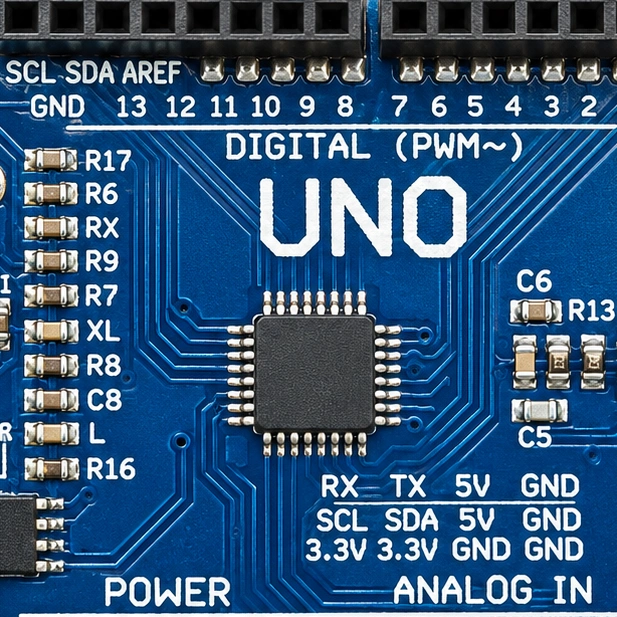 SCL SDA AREF
GND 13 12 11 10 9 8 7 6 5 4 3 2
DIGITAL (PWM~)
UNO
R17
R6
RX
R9
R7
XL
R8
C8
L
R16
C6
R13
C5
RX TX 5V GND
SCL SDA 5V GND
3.3V 3.3V GND GND
POWER
ANALOG IN